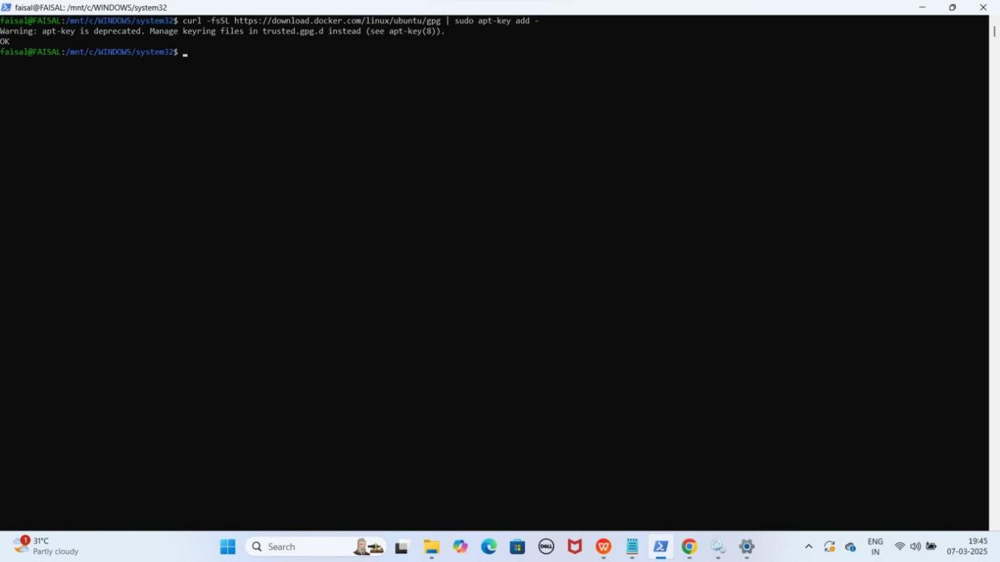 faisal@FAISAL: /mnt/c/WINDOWS/system32
faisal@FAISAL:/mnt/c/WINDOWS/system32$ curl -fsSL https://download.docker.com/linux/ubuntu/gpg | sudo apt-key add -
Warning: apt-key is deprecated. Manage keyring files in trusted.gpg.d instead (see apt-key(8)).
OK
faisal@FAISAL:/mnt/c/WINDOWS/system32$
1
31°C
Partly cloudy
Search
DELL
W
ENG
IN
19:45
07-03-2025